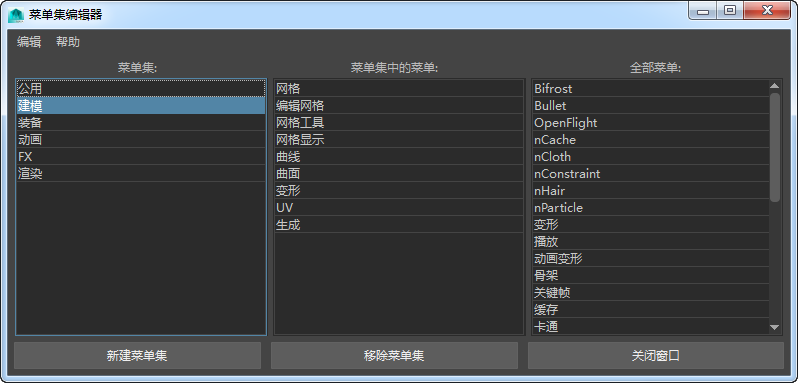 菜单集编辑器
编辑 帮助
菜单集:
公用
建模
装备
动画
FX
渲染
菜单集中的菜单:
网格
编辑网格
网格工具
网格显示
曲线
曲面
变形
UV
生成
全部菜单:
Bifrost
Bullet
OpenFlight
nCache
nCloth
nConstraint
nHair
nParticle
变形
播放
动画变形
骨架
关键帧
缓存
卡通
新建菜单集 移除菜单集 关闭窗口